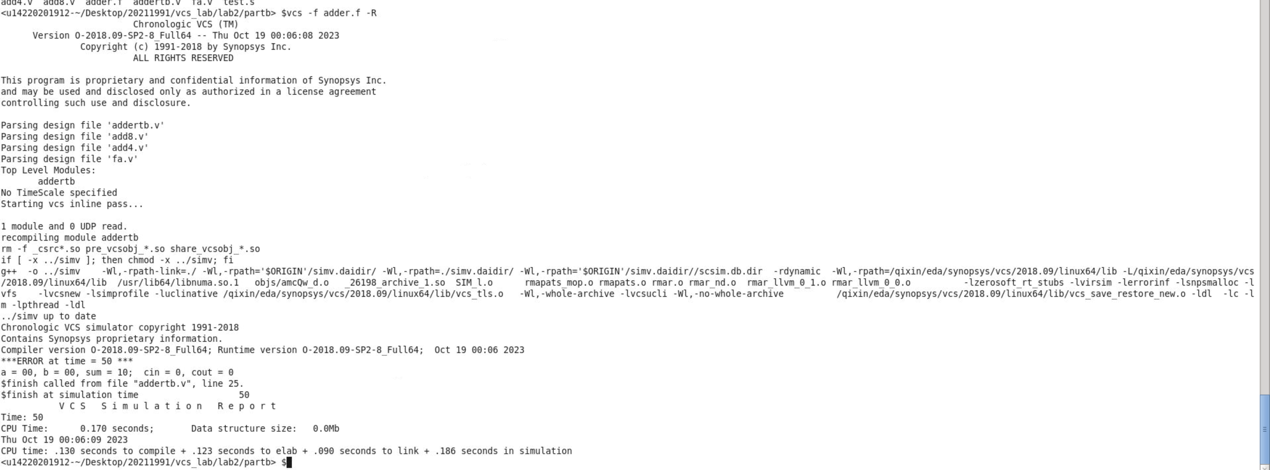 add4.v  add8.v  adder.f  addertb.v  fa.v  test.s
<u14220201912-~/Desktop/20211991/vcs_lab/lab2/partb> $vcs -f adder.f -R
Chronologic VCS (TM)
Version O-2018.09-SP2-8_Full64 -- Thu Oct 19 00:06:08 2023
Copyright (c) 1991-2018 by Synopsys Inc.
ALL RIGHTS RESERVED
This program is proprietary and confidential information of Synopsys Inc.
and may be used and disclosed only as authorized in a license agreement
controlling such use and disclosure.
Parsing design file 'addertb.v'
Parsing design file 'add8.v'
Parsing design file 'add4.v'
Parsing design file 'fa.v'
Top Level Modules:
addertb
No TimeScale specified
Starting vcs inline pass...
1 module and 0 UDP read.
recompiling module addertb
rm -f _csrc*.so pre_vcsobj_*.so share_vcsobj_*.so
if [ -x ../simv ]; then chmod -x ../simv; fi
g++  -o ../simv    -Wl,-rpath-link=./ -Wl,-rpath='$ORIGIN'/simv.daidir/ -Wl,-rpath=./simv.daidir/ -Wl,-rpath='$ORIGIN'/simv.daidir//scsim.db.dir  -rdynamic  -Wl,-rpath=/qixin/eda/synopsys/vcs/2018.09/linux64/lib -L/qixin/eda/synopsys/vcs
/2018.09/linux64/lib  /usr/lib64/libnuma.so.1   objs/amcQw_d.o   _26198_archive_1.so  SIM_l.o      rmapats_mop.o rmapats.o rmar.o rmar_nd.o  rmar_llvm_0_1.o rmar_llvm_0_0.o          -lzerosoft_rt_stubs -lvirsim -lerrorinf -lsnpsmalloc -l
vfs    -lvcsnew -lsimprofile -luclinative /qixin/eda/synopsys/vcs/2018.09/linux64/lib/vcs_tls.o   -Wl,-whole-archive -lvcsucli -Wl,-no-whole-archive          /qixin/eda/synopsys/vcs/2018.09/linux64/lib/vcs_save_restore_new.o -ldl  -lc -l
m -lpthread -ldl
../simv up to date
Chronologic VCS simulator copyright 1991-2018
Contains Synopsys proprietary information.
Compiler version O-2018.09-SP2-8_Full64; Runtime version O-2018.09-SP2-8_Full64;  Oct 19 00:06 2023
***ERROR at time = 50 ***
a = 00, b = 00, sum = 10;  cin = 0, cout = 0
$finish called from file "addertb.v", line 25.
$finish at simulation time                   50
V C S   S i m u l a t i o n   R e p o r t
Time: 50
CPU Time:      0.170 seconds;       Data structure size:   0.0Mb
Thu Oct 19 00:06:09 2023
CPU time: .130 seconds to compile + .123 seconds to elab + .090 seconds to link + .186 seconds in simulation
<u14220201912-~/Desktop/20211991/vcs_lab/lab2/partb> $